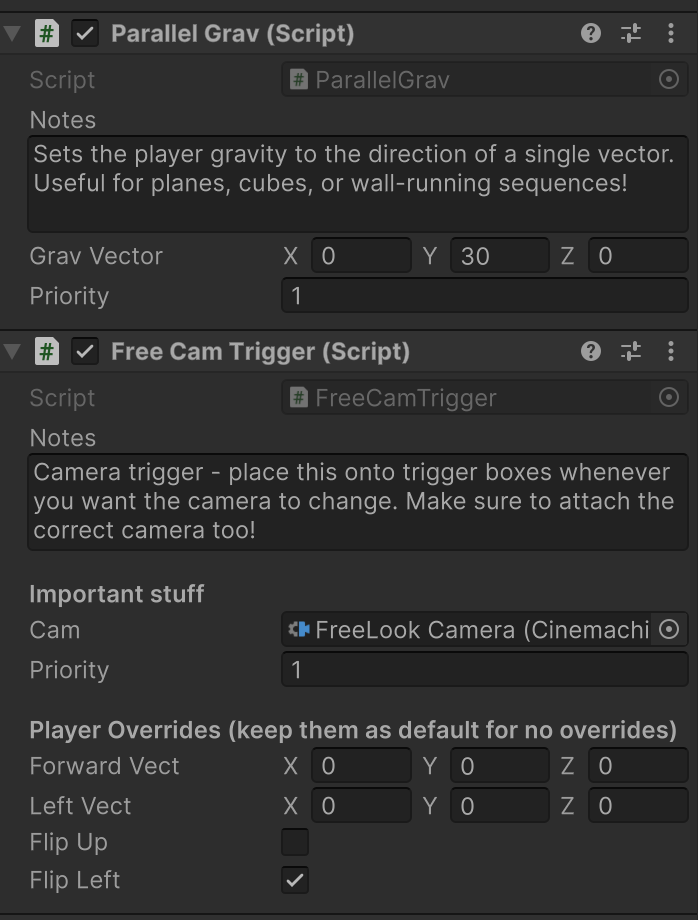 Parallel Grav (Script)
Script ParallelGrav
Notes
Sets the player gravity to the direction of a single vector.
Useful for planes, cubes, or wall-running sequences!
Grav Vector X 0 Y 30 Z 0
Priority 1
Free Cam Trigger (Script)
Script FreeCamTrigger
Notes
Camera trigger - place this onto trigger boxes whenever
you want the camera to change. Make sure to attach the
correct camera too!
Important stuff
Cam FreeLook Camera (Cinemachi
Priority 1
Player Overrides (keep them as default for no overrides)
Forward Vect X 0 Y 0 Z 0
Left Vect X 0 Y 0 Z 0
Flip Up
Flip Left